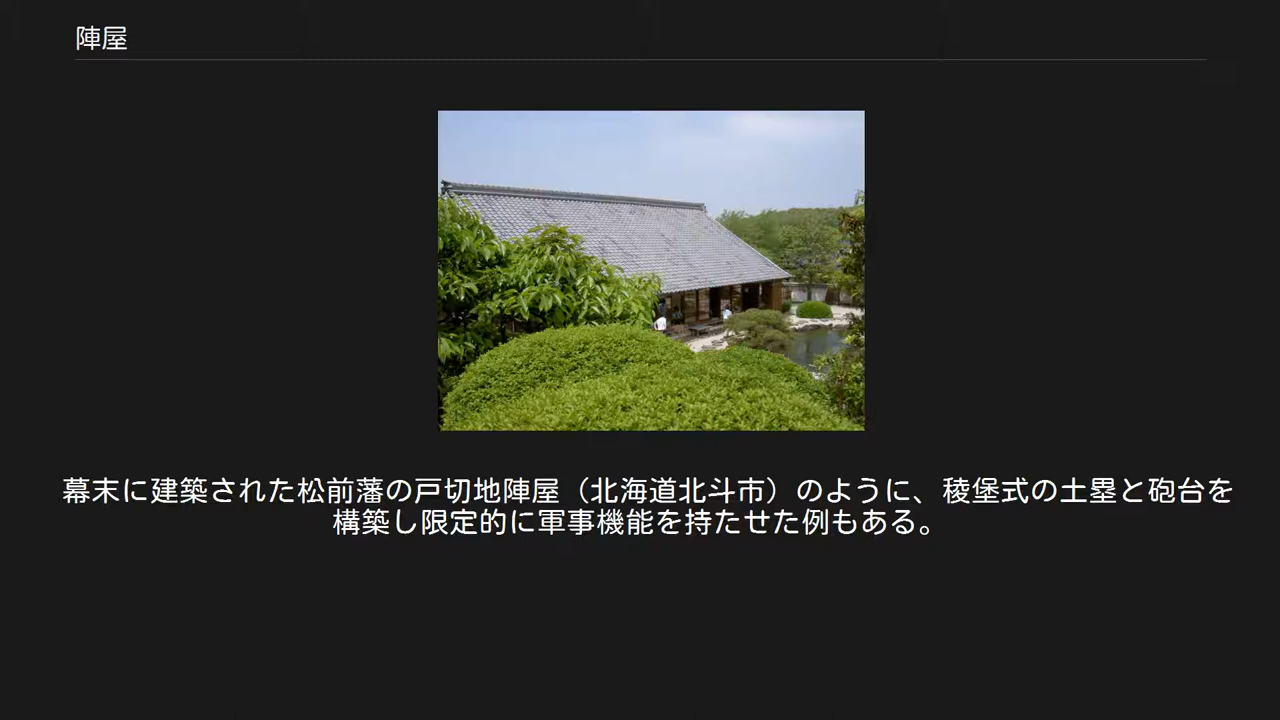 陣屋
幕末に建築された松前藩の戸切地陣屋（北海道北斗市）のように、稜堡式の土塁と砲台を
構築し限定的に軍事機能を持たせた例もある。